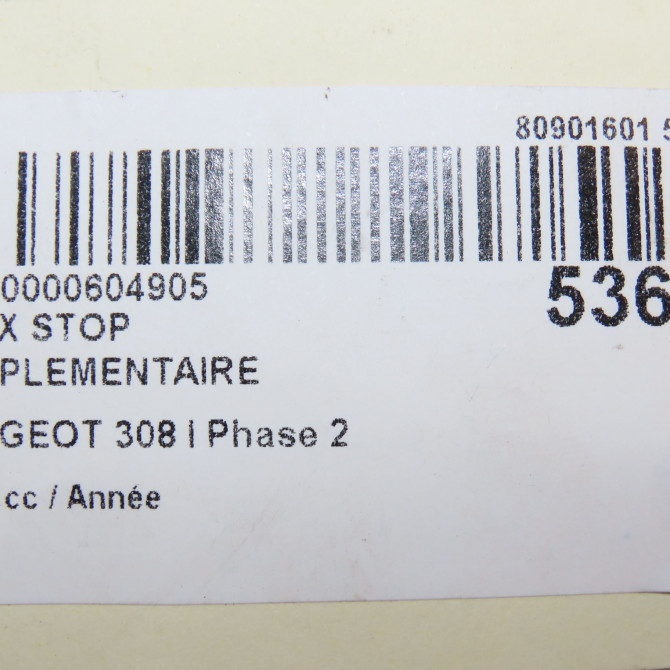 80901601 5
0000604905
536
X STOP
PLEMENTAIRE
GEOT 308 I Phase 2
cc / Année